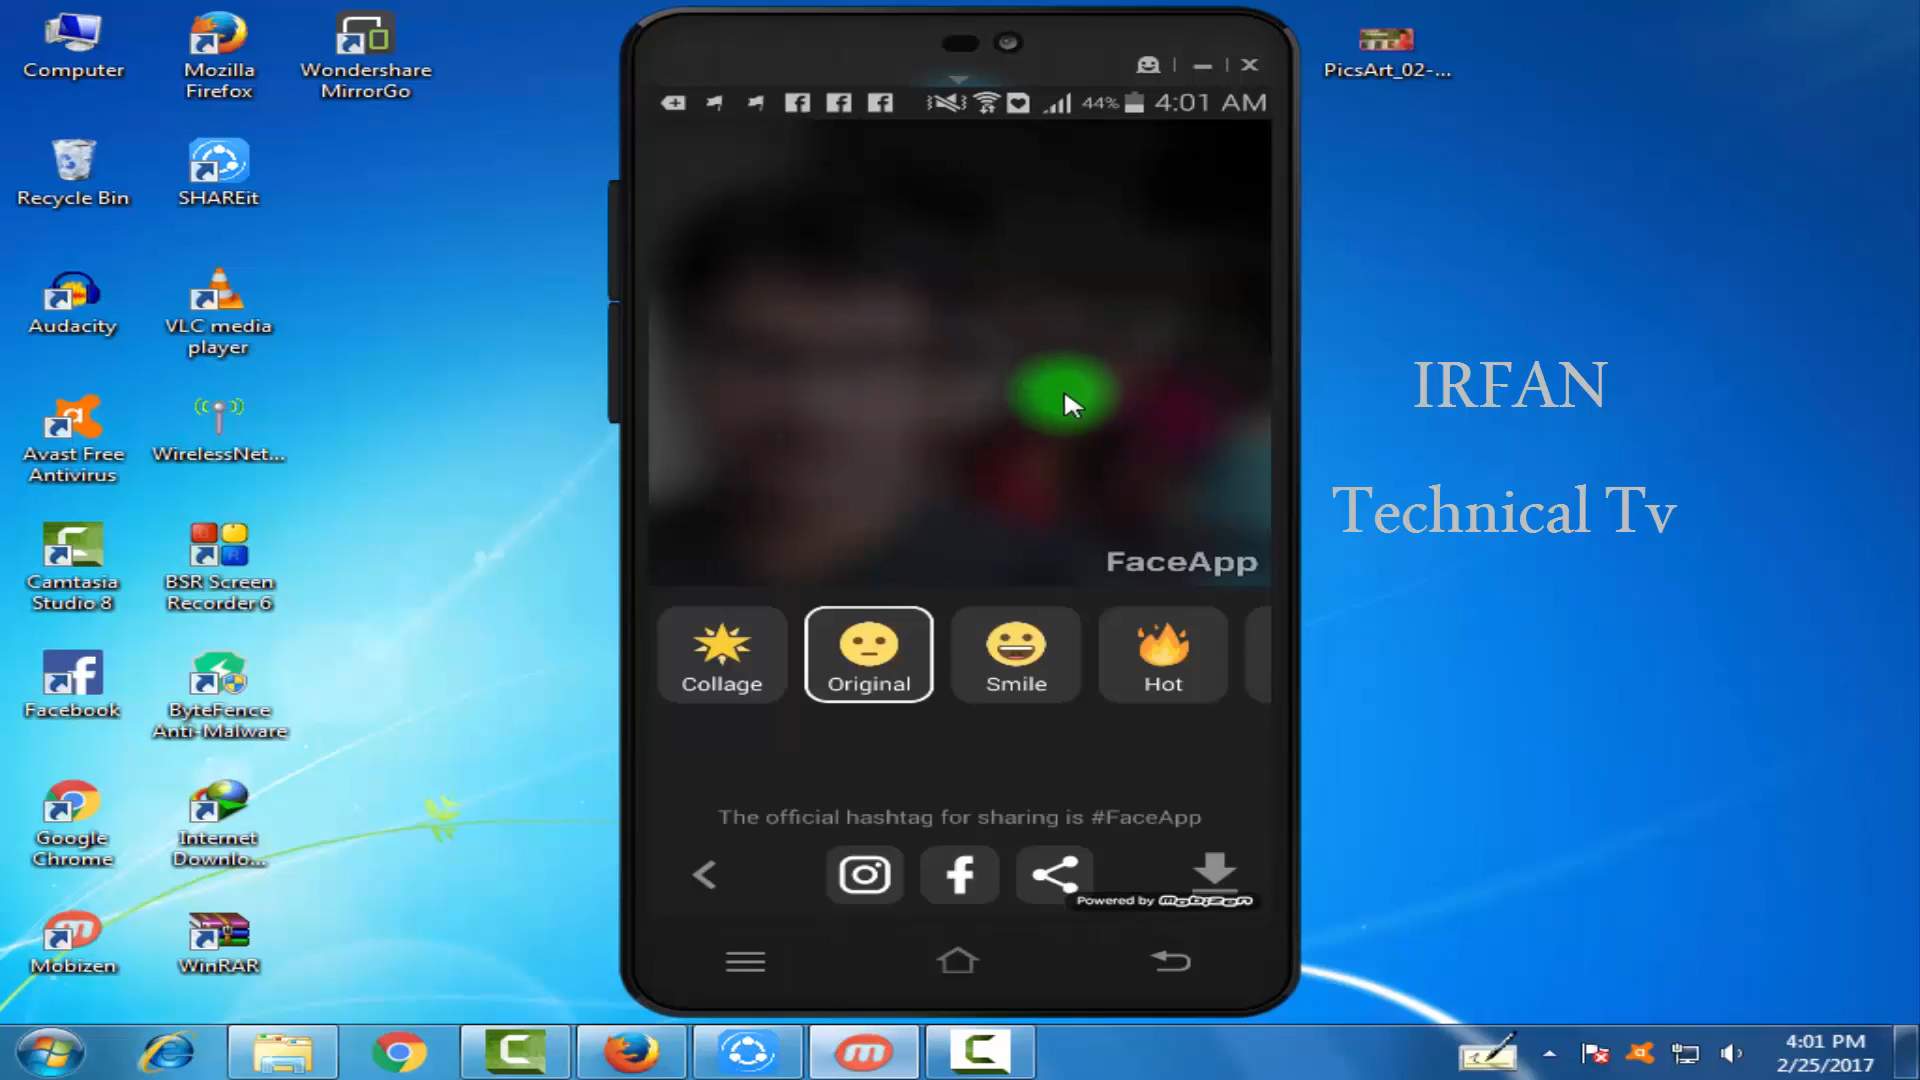 Computer
Mozilla
Firefox
Wondershare
MirrorGo
PicsArt_02-...
44% 4:01 AM
Recycle Bin
SHAREit
Audacity
VLC media
player
IRFAN
Technical Tv
Avast Free
Antivirus
WirelessNet...
FaceApp
Camtasia
Studio 8
BSR Screen
Recorder 6
Collage
Original
Smile
Hot
Facebook
ByteFence
Anti-Malware
The official hashtag for sharing is #FaceApp
Google
Chrome
Internet
Downlo...
Powered by Mobizen
Mobizen
WinRAR
4:01 PM
2/25/2017